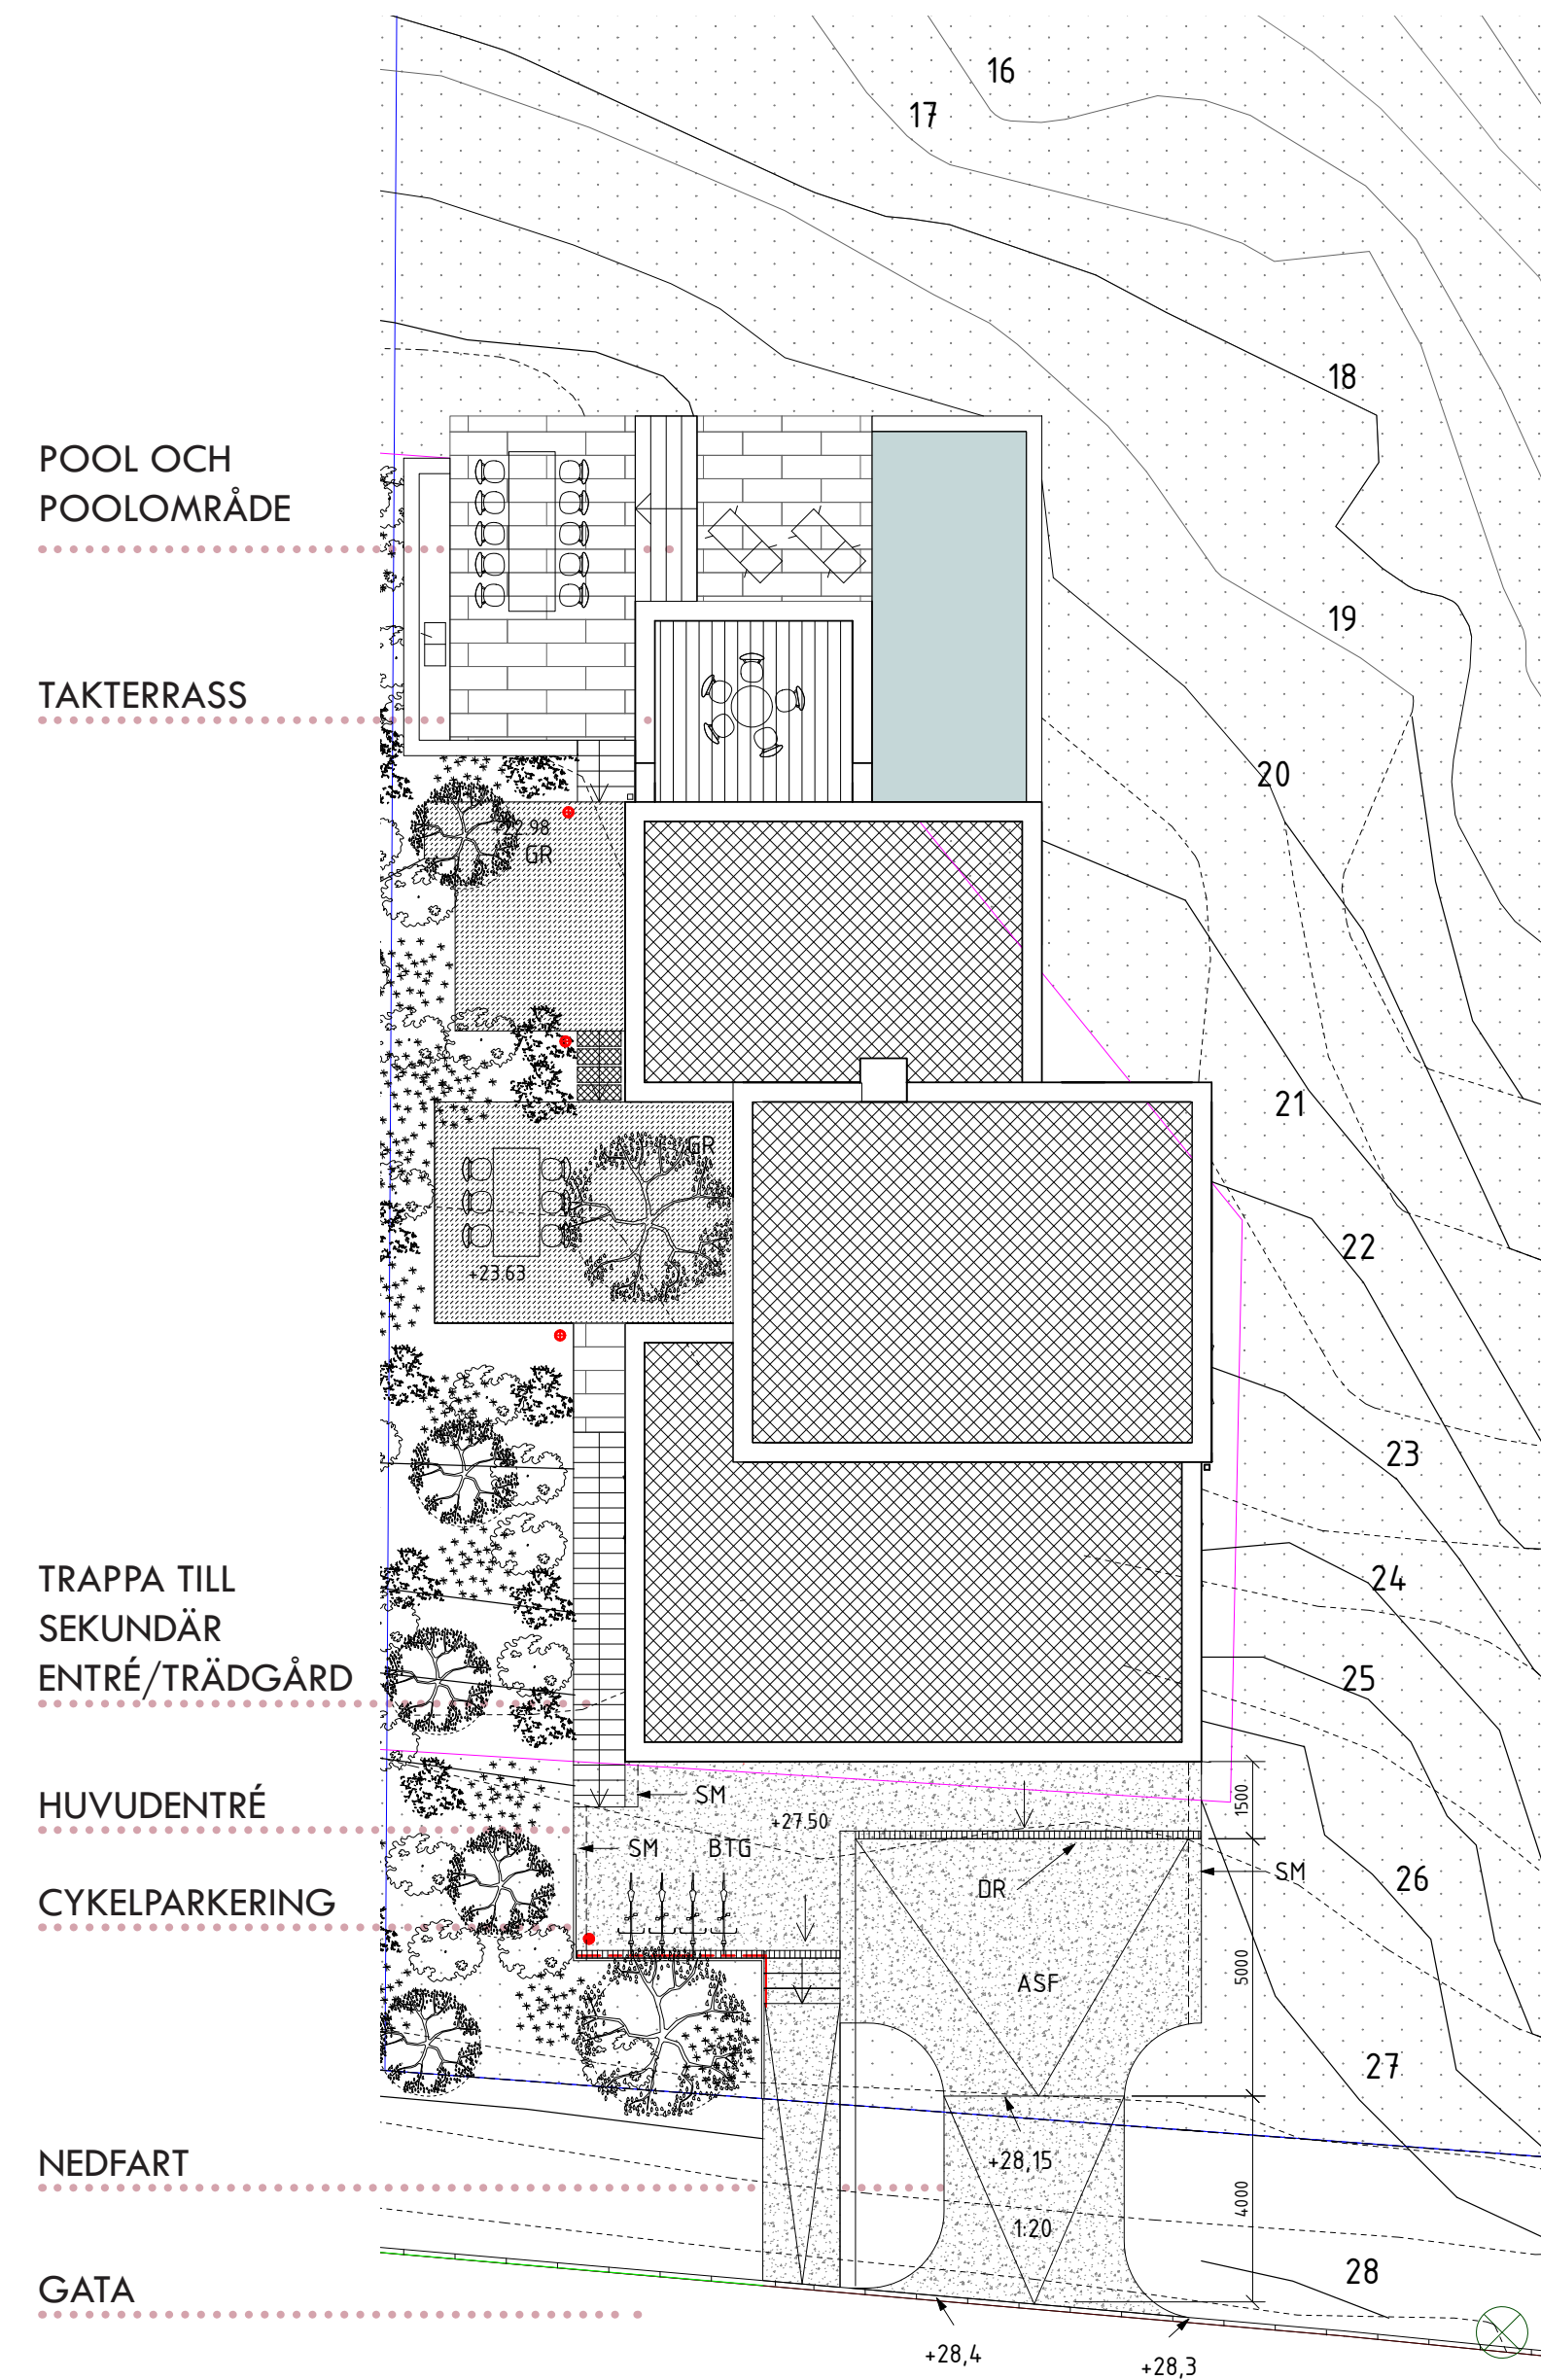 16
17
18
POOL OCH
POOLOMRÅDE
19
TAKTERRASS
20
+22.98
GR
21
GR
22
+23.63
23
24
TRAPPA TILL
SEKUNDÄR
ENTRÉ/TRÄDGÅRD
25
HUVUDENTRÉ
SM
1500
+27.50
SM
BTG
SM
26
DR
CYKELPARKERING
5000
ASF
27
NEDFART
+28,15
4000
1:20
28
GATA
+28,4
+28,3